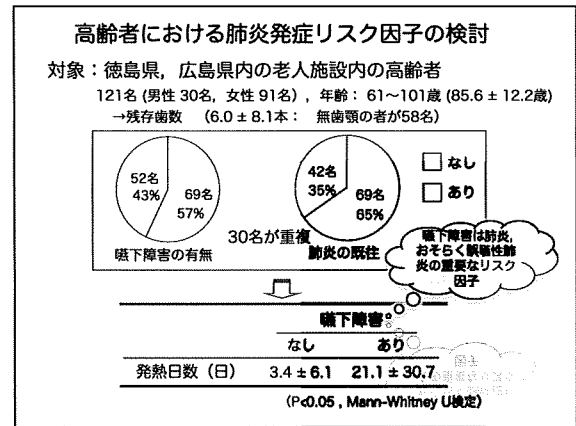 高齢者における肺炎発症リスク因子の検討
対象：徳島県，広島県内の老人施設内の高齢者
121名 (男性 30名，女性 91名)，年齢：61〜101歳 (85.6 ± 12.2歳)
→残存歯数 (6.0 ± 8.1本： 無歯顎の者が58名)
52名
43%
69名
57%
嚥下障害の有無
30名が重複
42名
35%
69名
65%
肺炎の既往
なし
あり
嚥下障害は肺炎，
おそらく誤嚥性肺
炎の重要なリスク
因子
嚥下障害
なし あり
発熱日数（日） 3.4 ± 6.1 21.1 ± 30.7
(P<0.05 , Mann-Whitney U検定)
因子